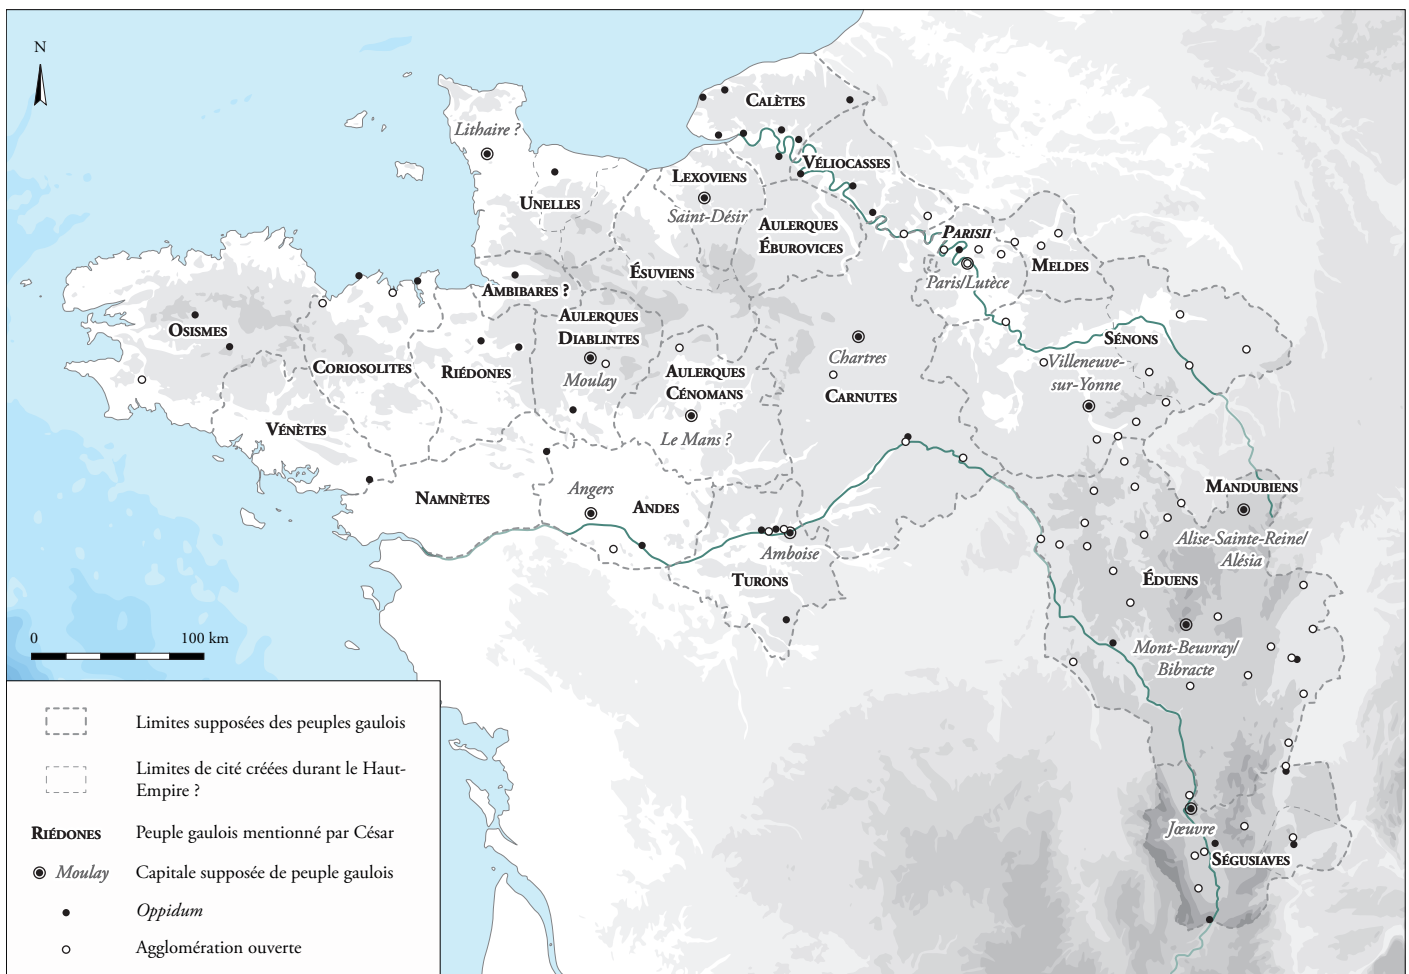 N
CALÈTES
Lithaire ?
VÉLIOCASSES
LEXOVIENS
UNELLES
Saint-Désir
AULERQUES
ÉBUROVICES
PARISII
MELDES
ÉSUVIENS
Paris/Lutèce
AMBIBARES ?
AULERQUES
DIABLINTES
OSISMES
SÉNONS
Chartres
Villeneuve-
sur-Yonne
CORIOSOLITES
RIÉDONES
Moulay
AULERQUES
CÉNOMANS
CARNUTES
VÉNÈTES
Le Mans ?
NAMNÈTES
Angers
ANDES
MANDUBIENS
Alise-Sainte-Reine/
Alésia
Amboise
TURONS
ÉDUENS
Mont-Beuvray/
Bibracte
0
100 km
Jœuvre
SÉGUSIAVES
Limites supposées des peuples gaulois
Limites de cité créées durant le Haut-
Empire ?
RIÉDONES Peuple gaulois mentionné par César
Moulay Capitale supposée de peuple gaulois
Oppidum
Agglomération ouverte